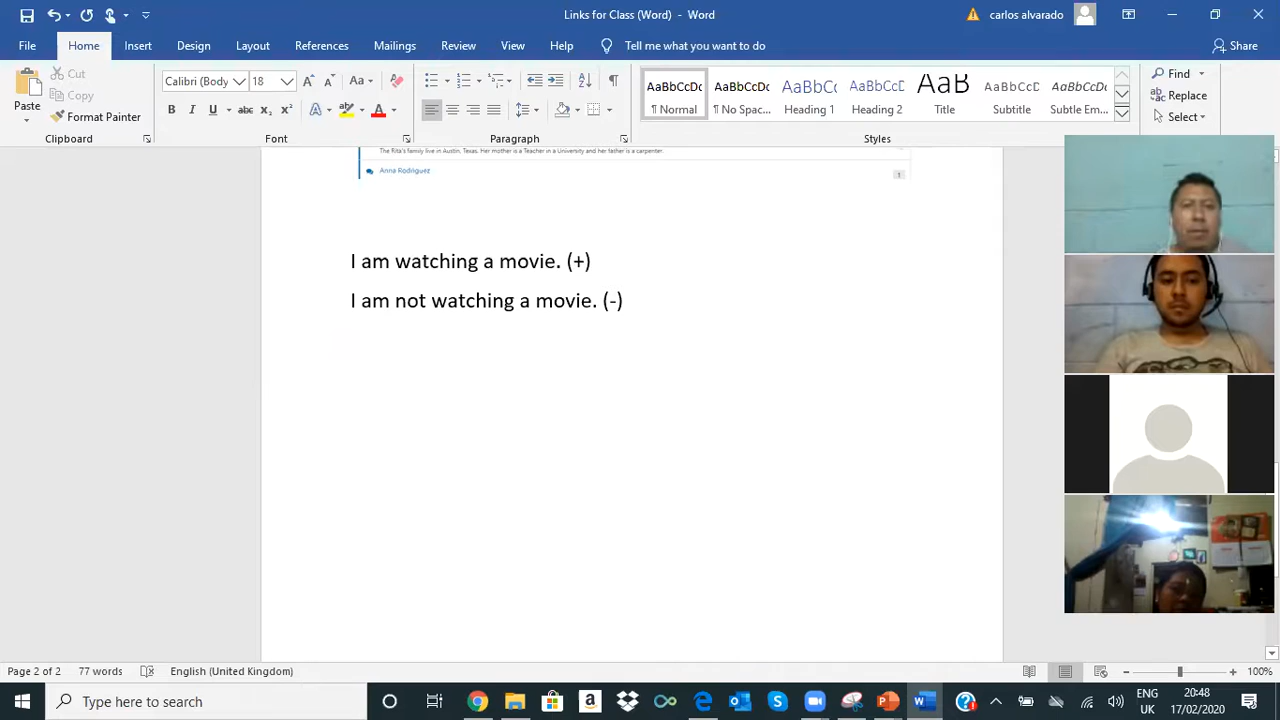 Links for Class (Word) - Word
carlos alvarado
File Home Insert Design Layout References Mailings Review View Help Tell me what you want to do Share
Paste
Cut
Copy
Format Painter
Clipboard
Calibri (Body 18
Font
Paragraph
AaBbCcDc AaBbCcDc AaBbCc AaBbCcD AaB AaBbCcD AaBbCcDc
¶ Normal ¶ No Spac... Heading 1 Heading 2 Title Subtitle Subtle Em...
Styles
Find
Replace
Select
The Rita's family live in Austin, Texas. Her mother is a Teacher in a University and her father is a carpenter.
Anna Rodriguez
1
I am watching a movie. (+)
I am not watching a movie. (-)
Page 2 of 2 77 words English (United Kingdom) 100%
Type here to search
ENG
UK
20:48
17/02/2020